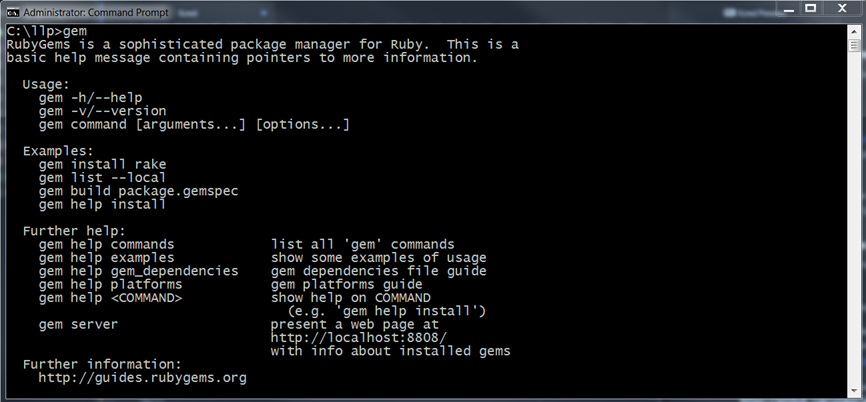 Administrator: Command Prompt
C:\llp>gem
RubyGems is a sophisticated package manager for Ruby.  This is a
basic help message containing pointers to more information.
  Usage:
    gem -h/--help
    gem -v/--version
    gem command [arguments...] [options...]
  Examples:
    gem install rake
    gem list --local
    gem build package.gemspec
    gem help install
  Further help:
    gem help commands            list all 'gem' commands
    gem help examples            show some examples of usage
    gem help gem_dependencies    gem dependencies file guide
    gem help platforms           gem platforms guide
    gem help <COMMAND>           show help on COMMAND
                                   (e.g. 'gem help install')
    gem server                   present a web page at
                                 http://localhost:8808/
                                 with info about installed gems
  Further information:
    http://guides.rubygems.org